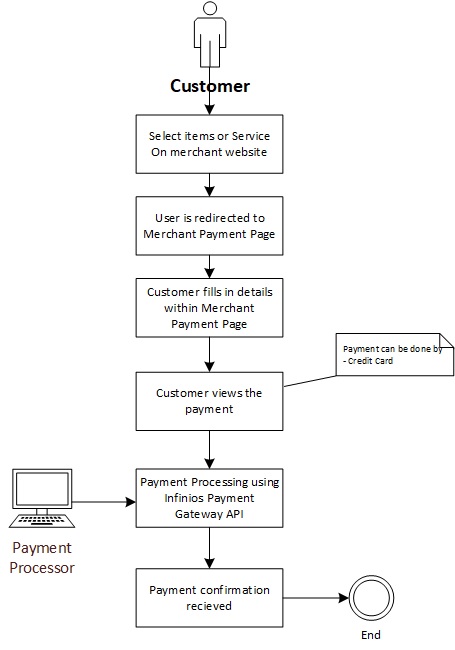 Customer
Select items or Service
On merchant website
User is redirected to
Merchant Payment Page
Customer fills in details
within Merchant
Payment Page
Payment can be done by
- Credit Card
Customer views the
payment
Payment Processing using
Infinios Payment
Gateway API
Payment
Processor
Payment confirmation
recieved
End